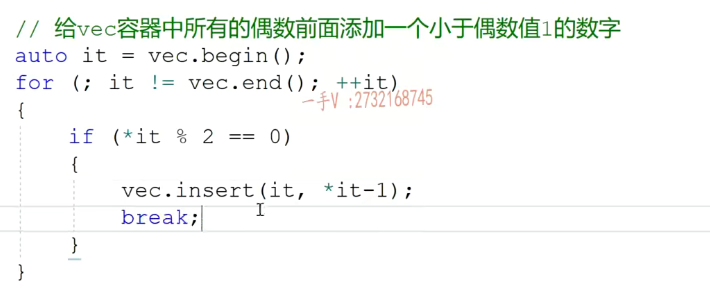 // 给vec容器中所有的偶数前面添加一个小于偶数值1的数字
auto it = vec.begin();
for (; it != vec.end(); ++it)
一手V :2732168745
{
if (*it % 2 == 0)
{
vec.insert(it, *it-1);
break;
}
}